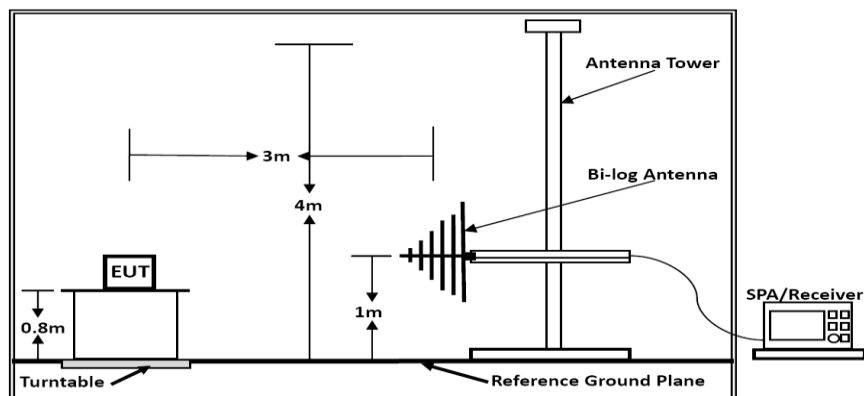 Antenna Tower
3m
Bi-log Antenna
4m
EUT
SPA/Receiver
0.8m
1m
Turntable
Reference Ground Plane